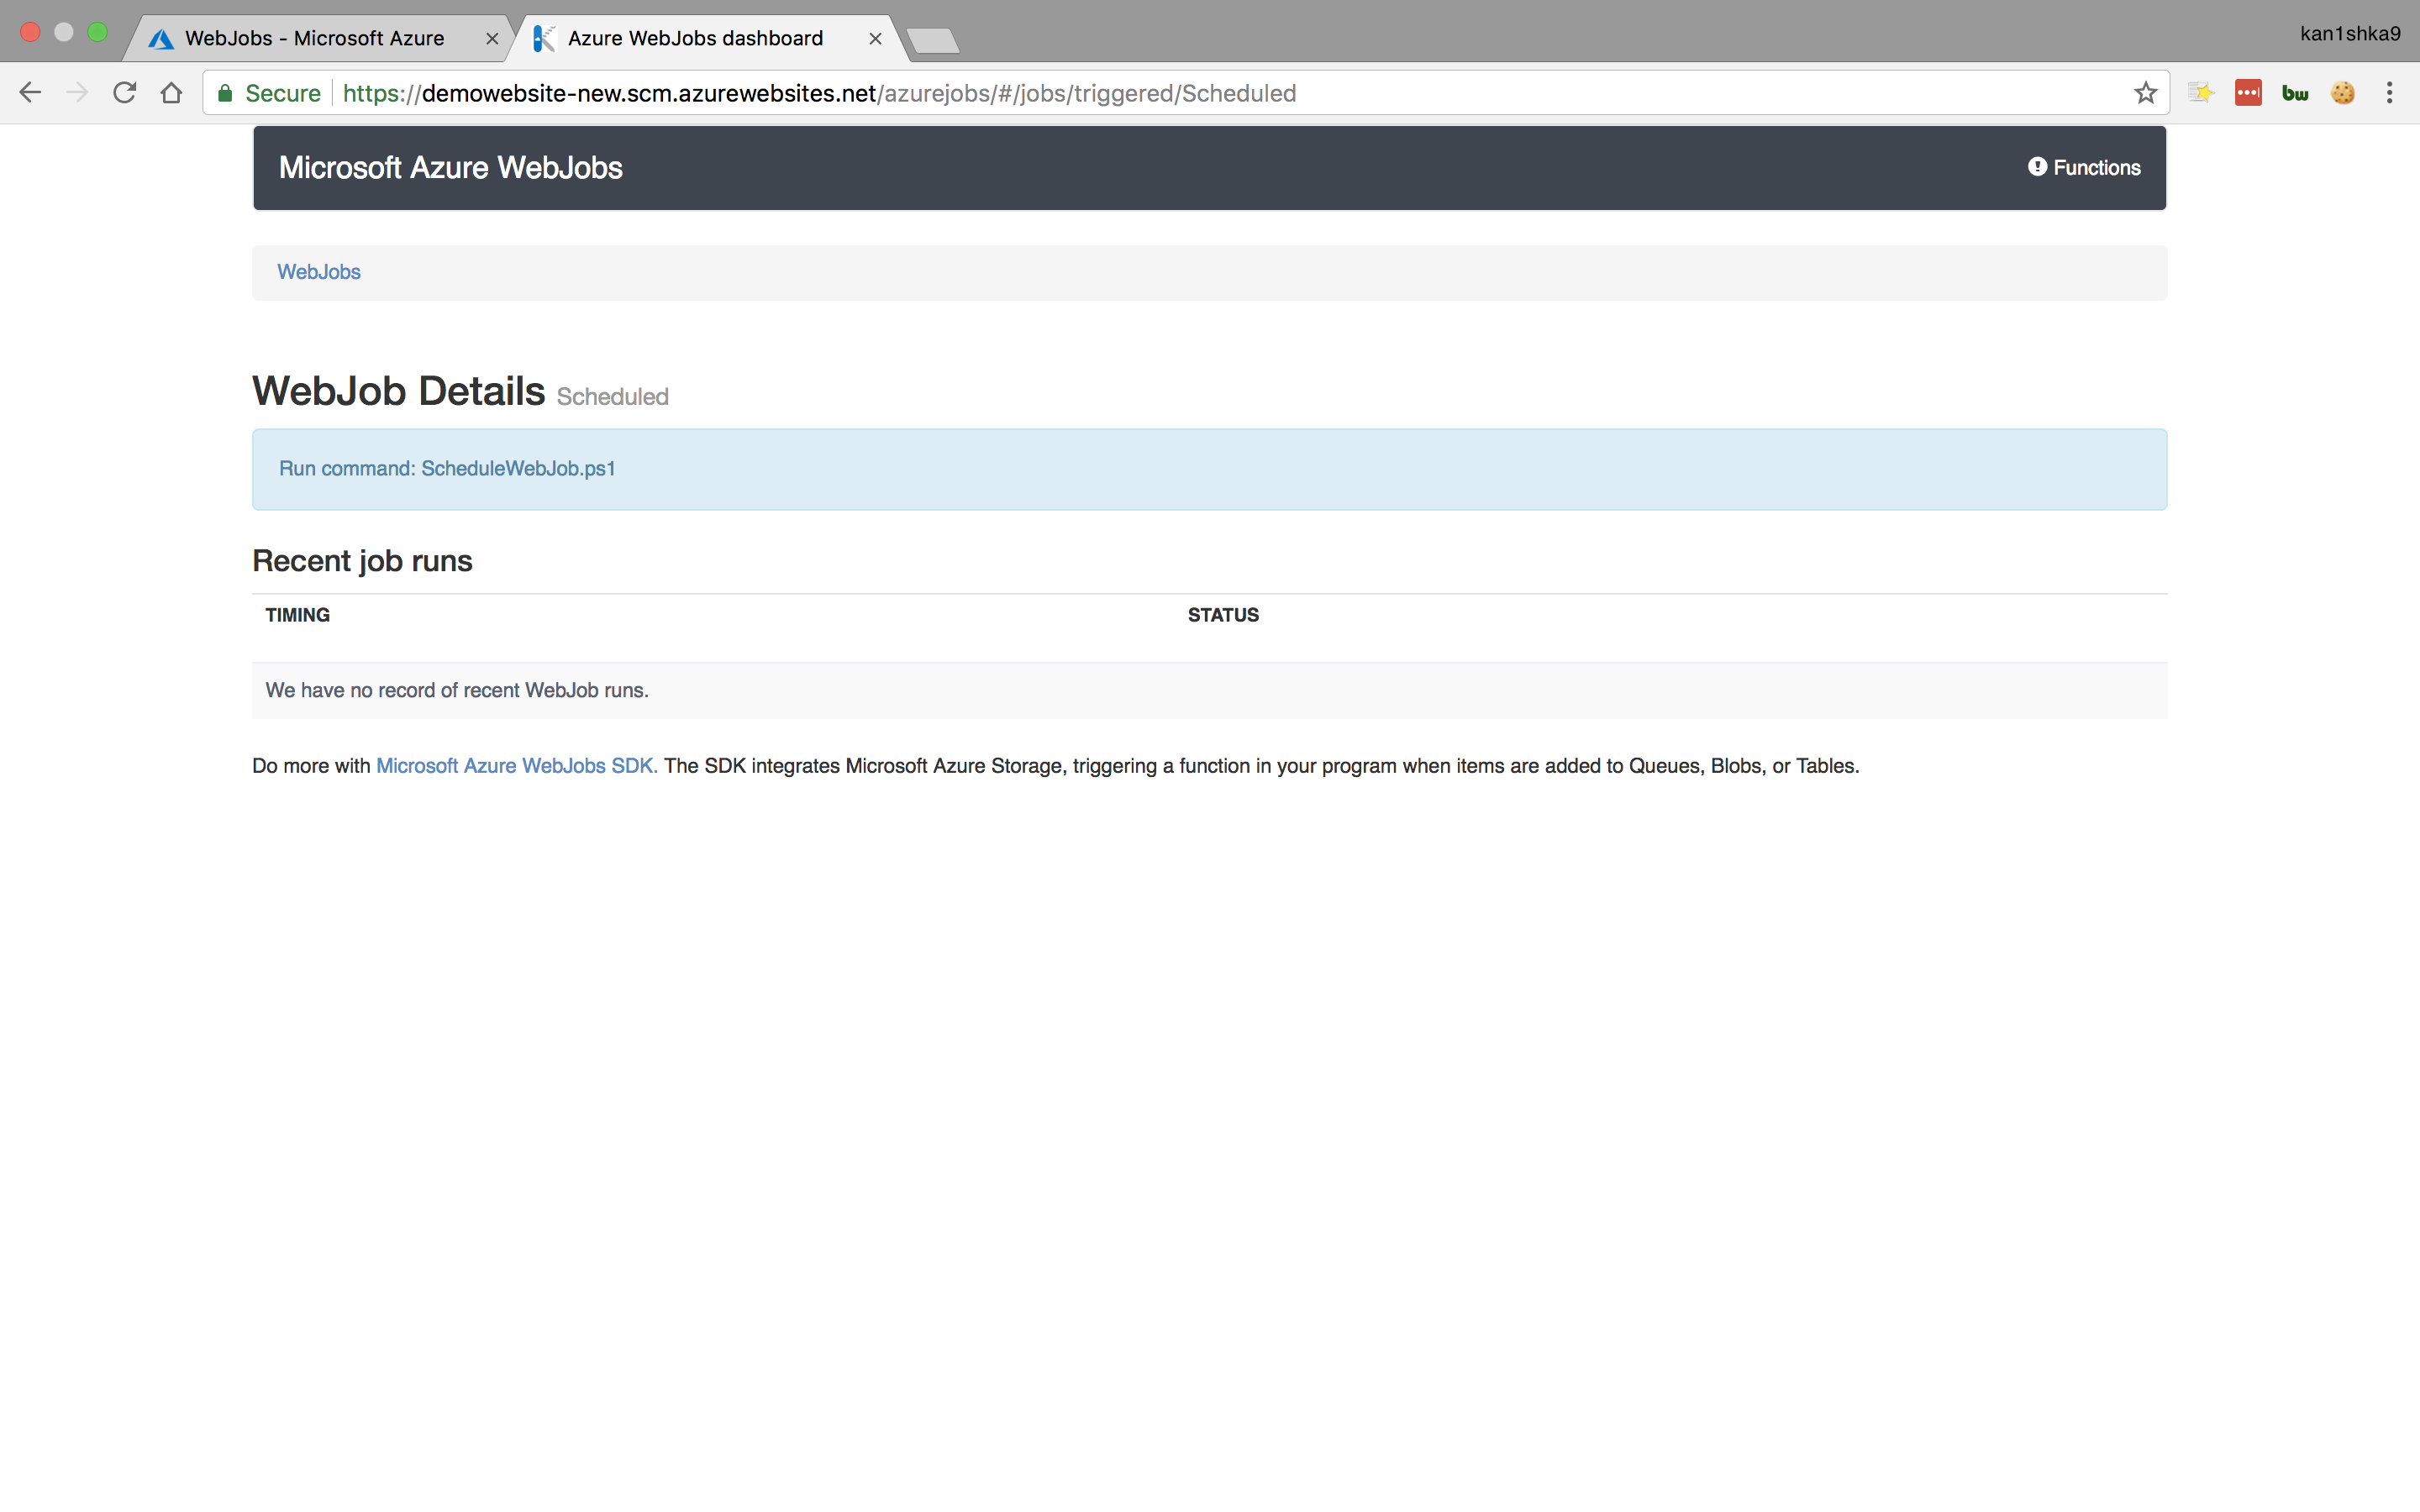 WebJobs - Microsoft Azure
Azure WebJobs dashboard
kan1shka9
Secure
https://demowebsite-new.scm.azurewebsites.net/azurejobs/#/jobs/triggered/Scheduled
bw
Microsoft Azure WebJobs
Functions
WebJobs
WebJob Details Scheduled
Run command: ScheduleWebJob.ps1
Recent job runs
TIMING
STATUS
We have no record of recent WebJob runs.
Do more with Microsoft Azure WebJobs SDK. The SDK integrates Microsoft Azure Storage, triggering a function in your program when items are added to Queues, Blobs, or Tables.